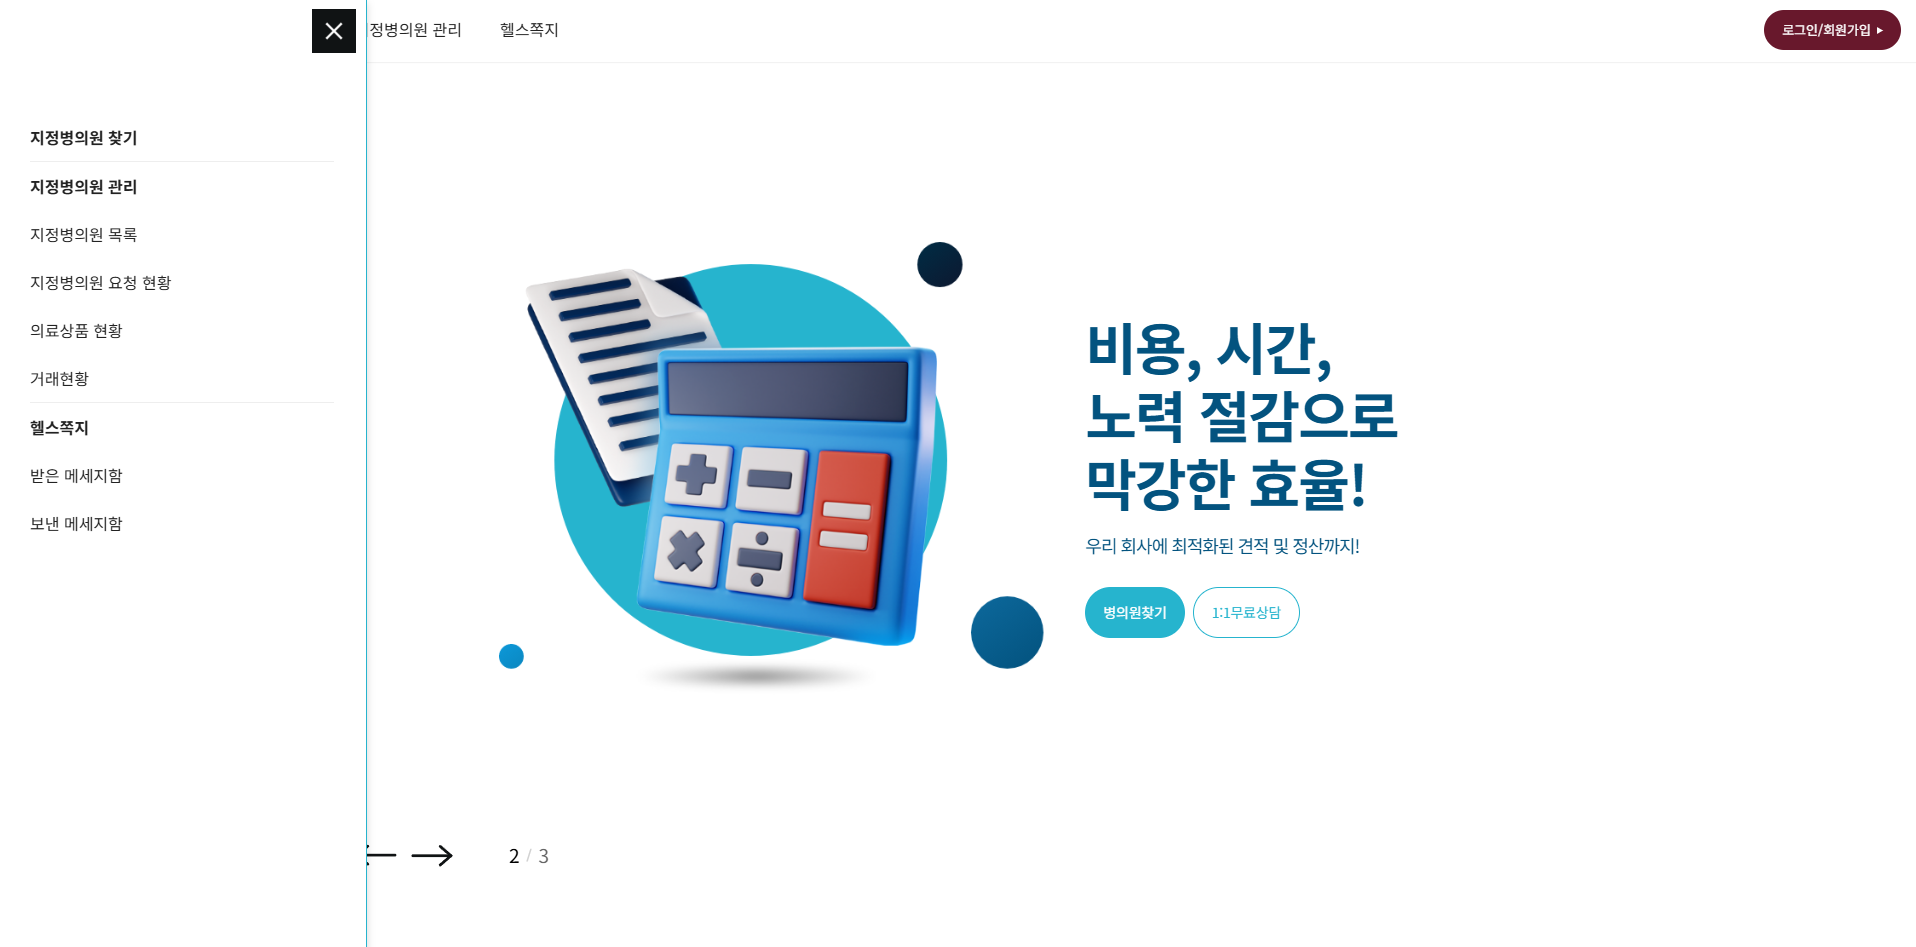 정병의원 관리
헬스쪽지
로그인/회원가입
지정병의원 찾기
지정병의원 관리
지정병의원 목록
지정병의원 요청 현황
의료상품 현황
거래현황
헬스쪽지
받은 메세지함
보낸 메세지함
비용, 시간,
노력 절감으로
막강한 효율!
우리 회사에 최적화된 견적 및 정산까지!
병의원찾기
1:1무료상담
2 / 3